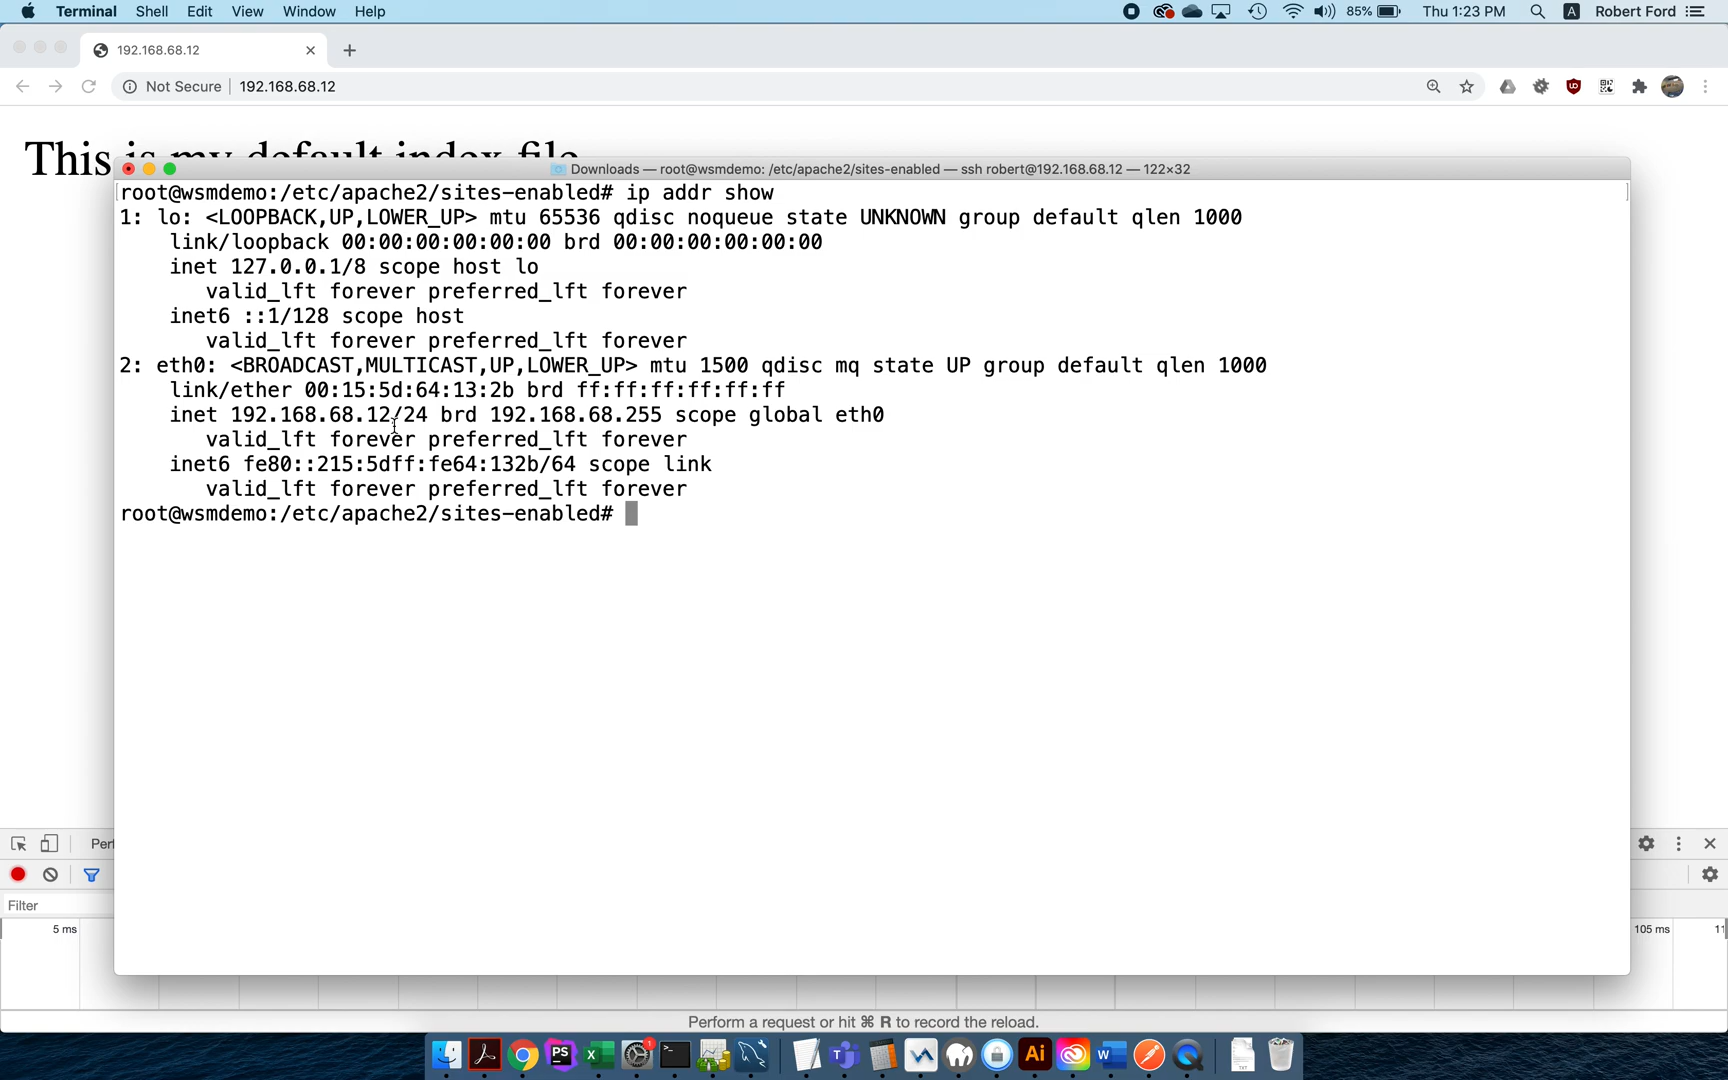 Terminal Shell Edit View Window Help 85% Thu 1:23 PM A Robert Ford
192.168.68.12
Not Secure 192.168.68.12
This is my default index file
Downloads — root@wsmdemo: /etc/apache2/sites-enabled — ssh robert@192.168.68.12 — 122×32
root@wsmdemo:/etc/apache2/sites-enabled# ip addr show
1: lo: <LOOPBACK,UP,LOWER_UP> mtu 65536 qdisc noqueue state UNKNOWN group default qlen 1000
link/loopback 00:00:00:00:00:00 brd 00:00:00:00:00:00
inet 127.0.0.1/8 scope host lo
valid_lft forever preferred_lft forever
inet6 ::1/128 scope host
valid_lft forever preferred_lft forever
2: eth0: <BROADCAST,MULTICAST,UP,LOWER_UP> mtu 1500 qdisc mq state UP group default qlen 1000
link/ether 00:15:5d:64:13:2b brd ff:ff:ff:ff:ff:ff
inet 192.168.68.12/24 brd 192.168.68.255 scope global eth0
valid_lft forever preferred_lft forever
inet6 fe80::215:5dff:fe64:132b/64 scope link
valid_lft forever preferred_lft forever
root@wsmdemo:/etc/apache2/sites-enabled#
Filter
5 ms 105 ms
Perform a request or hit ⌘ R to record the reload.
PS 1 Ai W TXT